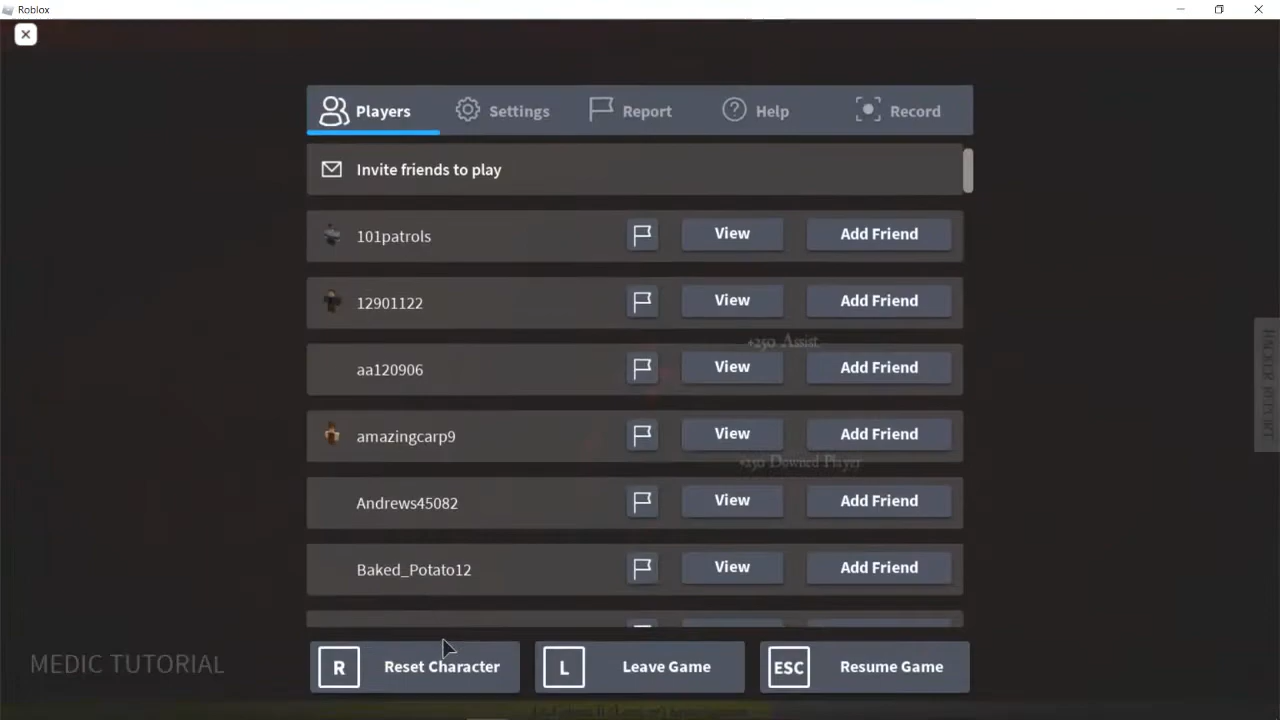 Roblox
Players Settings Report Help Record
Invite friends to play
101patrols View Add Friend
12901122 View Add Friend
+250 Assist
aa120906 View Add Friend
HACKER REPORT
amazingcarp9 View Add Friend
+250 Downed Player
Andrews45082 View Add Friend
Baked_Potato12 View Add Friend
MEDIC TUTORIAL
R Reset Character L Leave Game ESC Resume Game